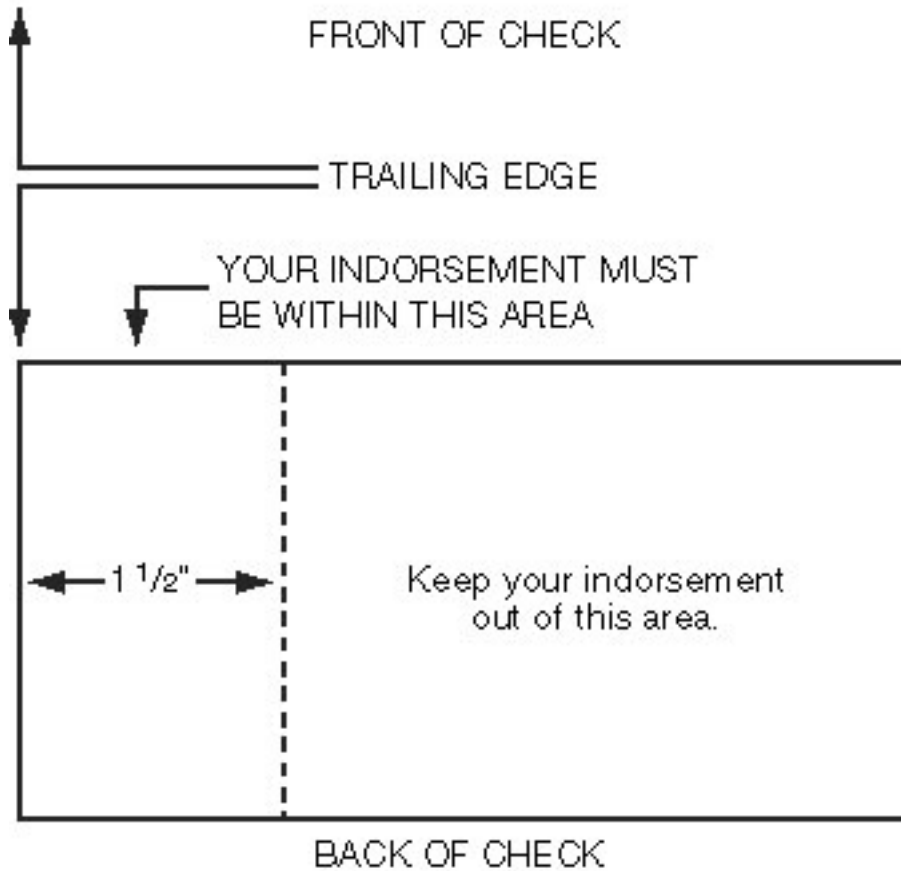 FRONT OF CHECK
TRAILING EDGE
YOUR INDORSEMENT MUST
BE WITHIN THIS AREA
1 1/2"
Keep your indorsement
out of this area.
BACK OF CHECK